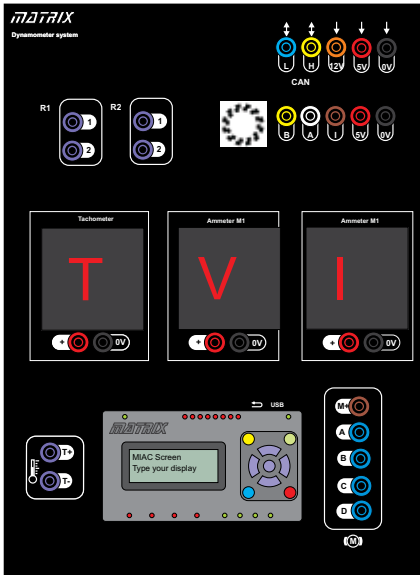 MATRIX
Dynamometer system
L H 12V 5V 0V
CAN
R1 R2
1 1
2 2
B A I 5V 0V
Tachometer Ammeter M1 Ammeter M1
T V I
+ 0V + 0V + 0V
USB
MATRIX
MIAC Screen
Type your display
T+
T-
M+
A
B
C
D
M